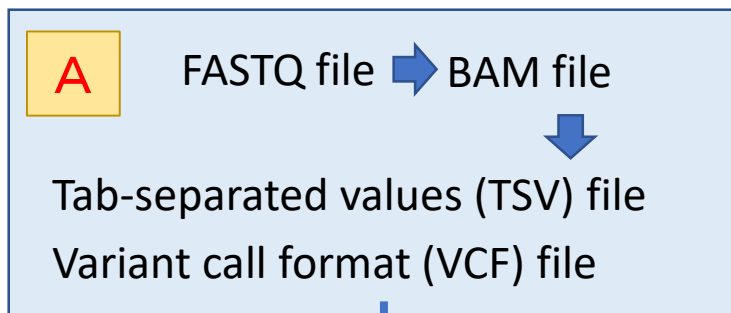 A
FASTQ file BAM file
Tab-separated values (TSV) file
Variant call format (VCF) file